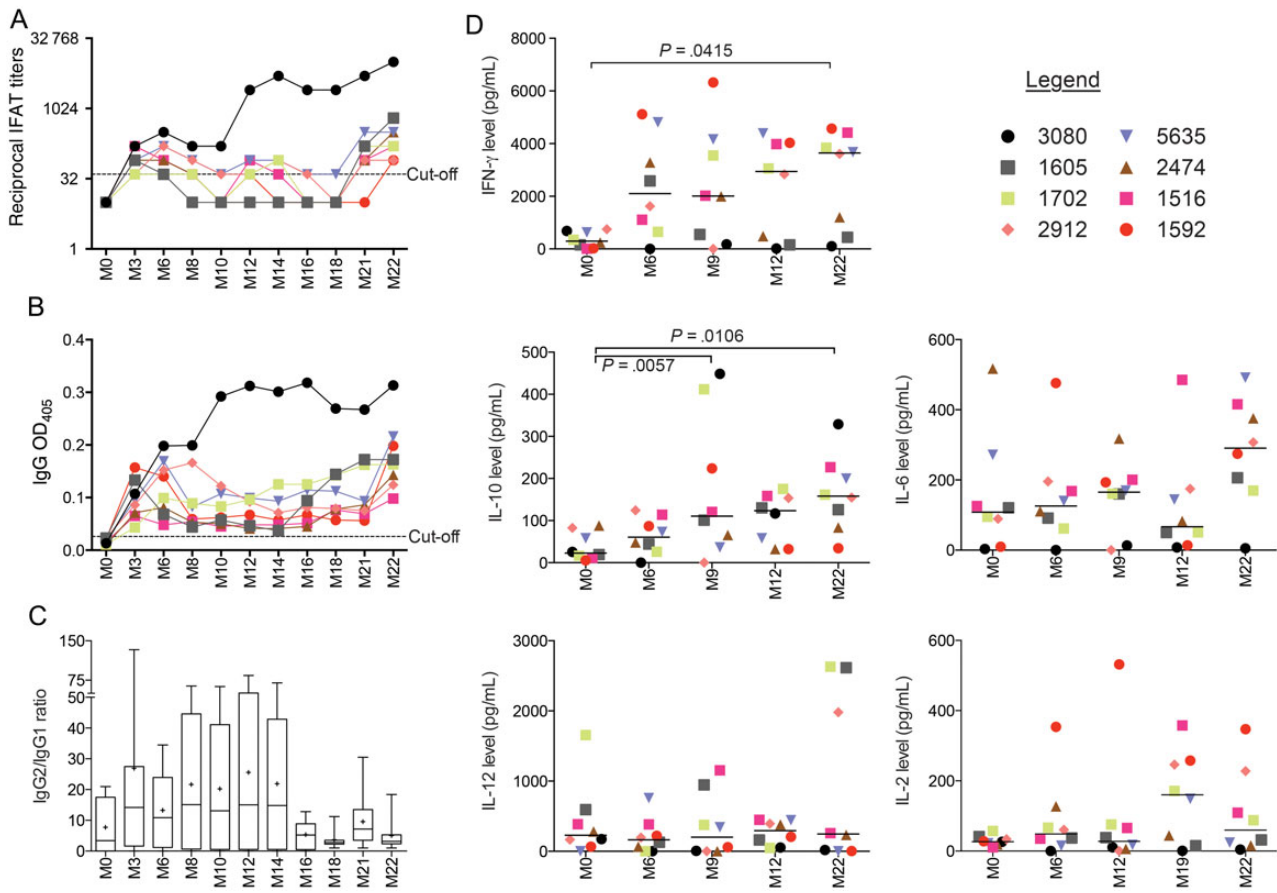 A
Reciprocal IFAT titers
32 768
1024
32
1
Cut-off
M0 M3 M6 M8 M10 M12 M14 M16 M18 M21 M22
B
IgG OD405
0.4
0.3
0.2
0.1
0.0
Cut-off
M0 M3 M6 M8 M10 M12 M14 M16 M18 M21 M22
C
IgG2/IgG1 ratio
150
75
50
40
30
20
10
0
M0 M3 M6 M8 M10 M12 M14 M16 M18 M21 M22
D
IFN-γ level (pg/mL)
8000
6000
4000
2000
0
P = .0415
M0 M6 M9 M12 M22
Legend
3080 5635
1605 2474
1702 1516
2912 1592
IL-10 level (pg/mL)
500
400
300
200
100
0
P = .0106
P = .0057
M0 M6 M9 M12 M22
IL-6 level (pg/mL)
600
400
200
0
M0 M6 M9 M12 M22
IL-12 level (pg/mL)
3000
2000
1000
0
M0 M6 M9 M12 M22
IL-2 level (pg/mL)
600
400
200
0
M0 M6 M12 M19 M22